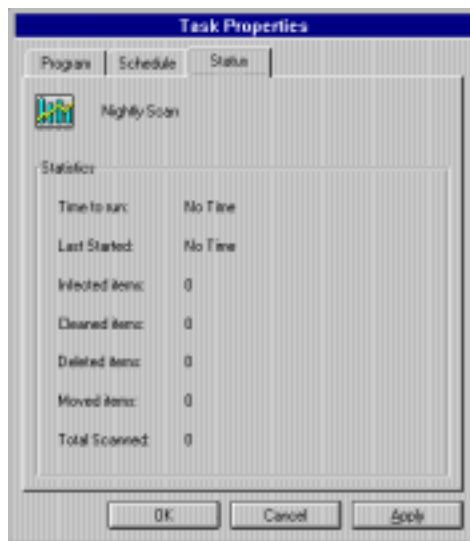 Task Properties
Program Schedule Status
Nightly Scan
Statistics
Time to run: No Time
Last Started: No Time
Infected items: 0
Cleaned items: 0
Deleted items: 0
Moved items: 0
Total Scanned: 0
OK Cancel Apply